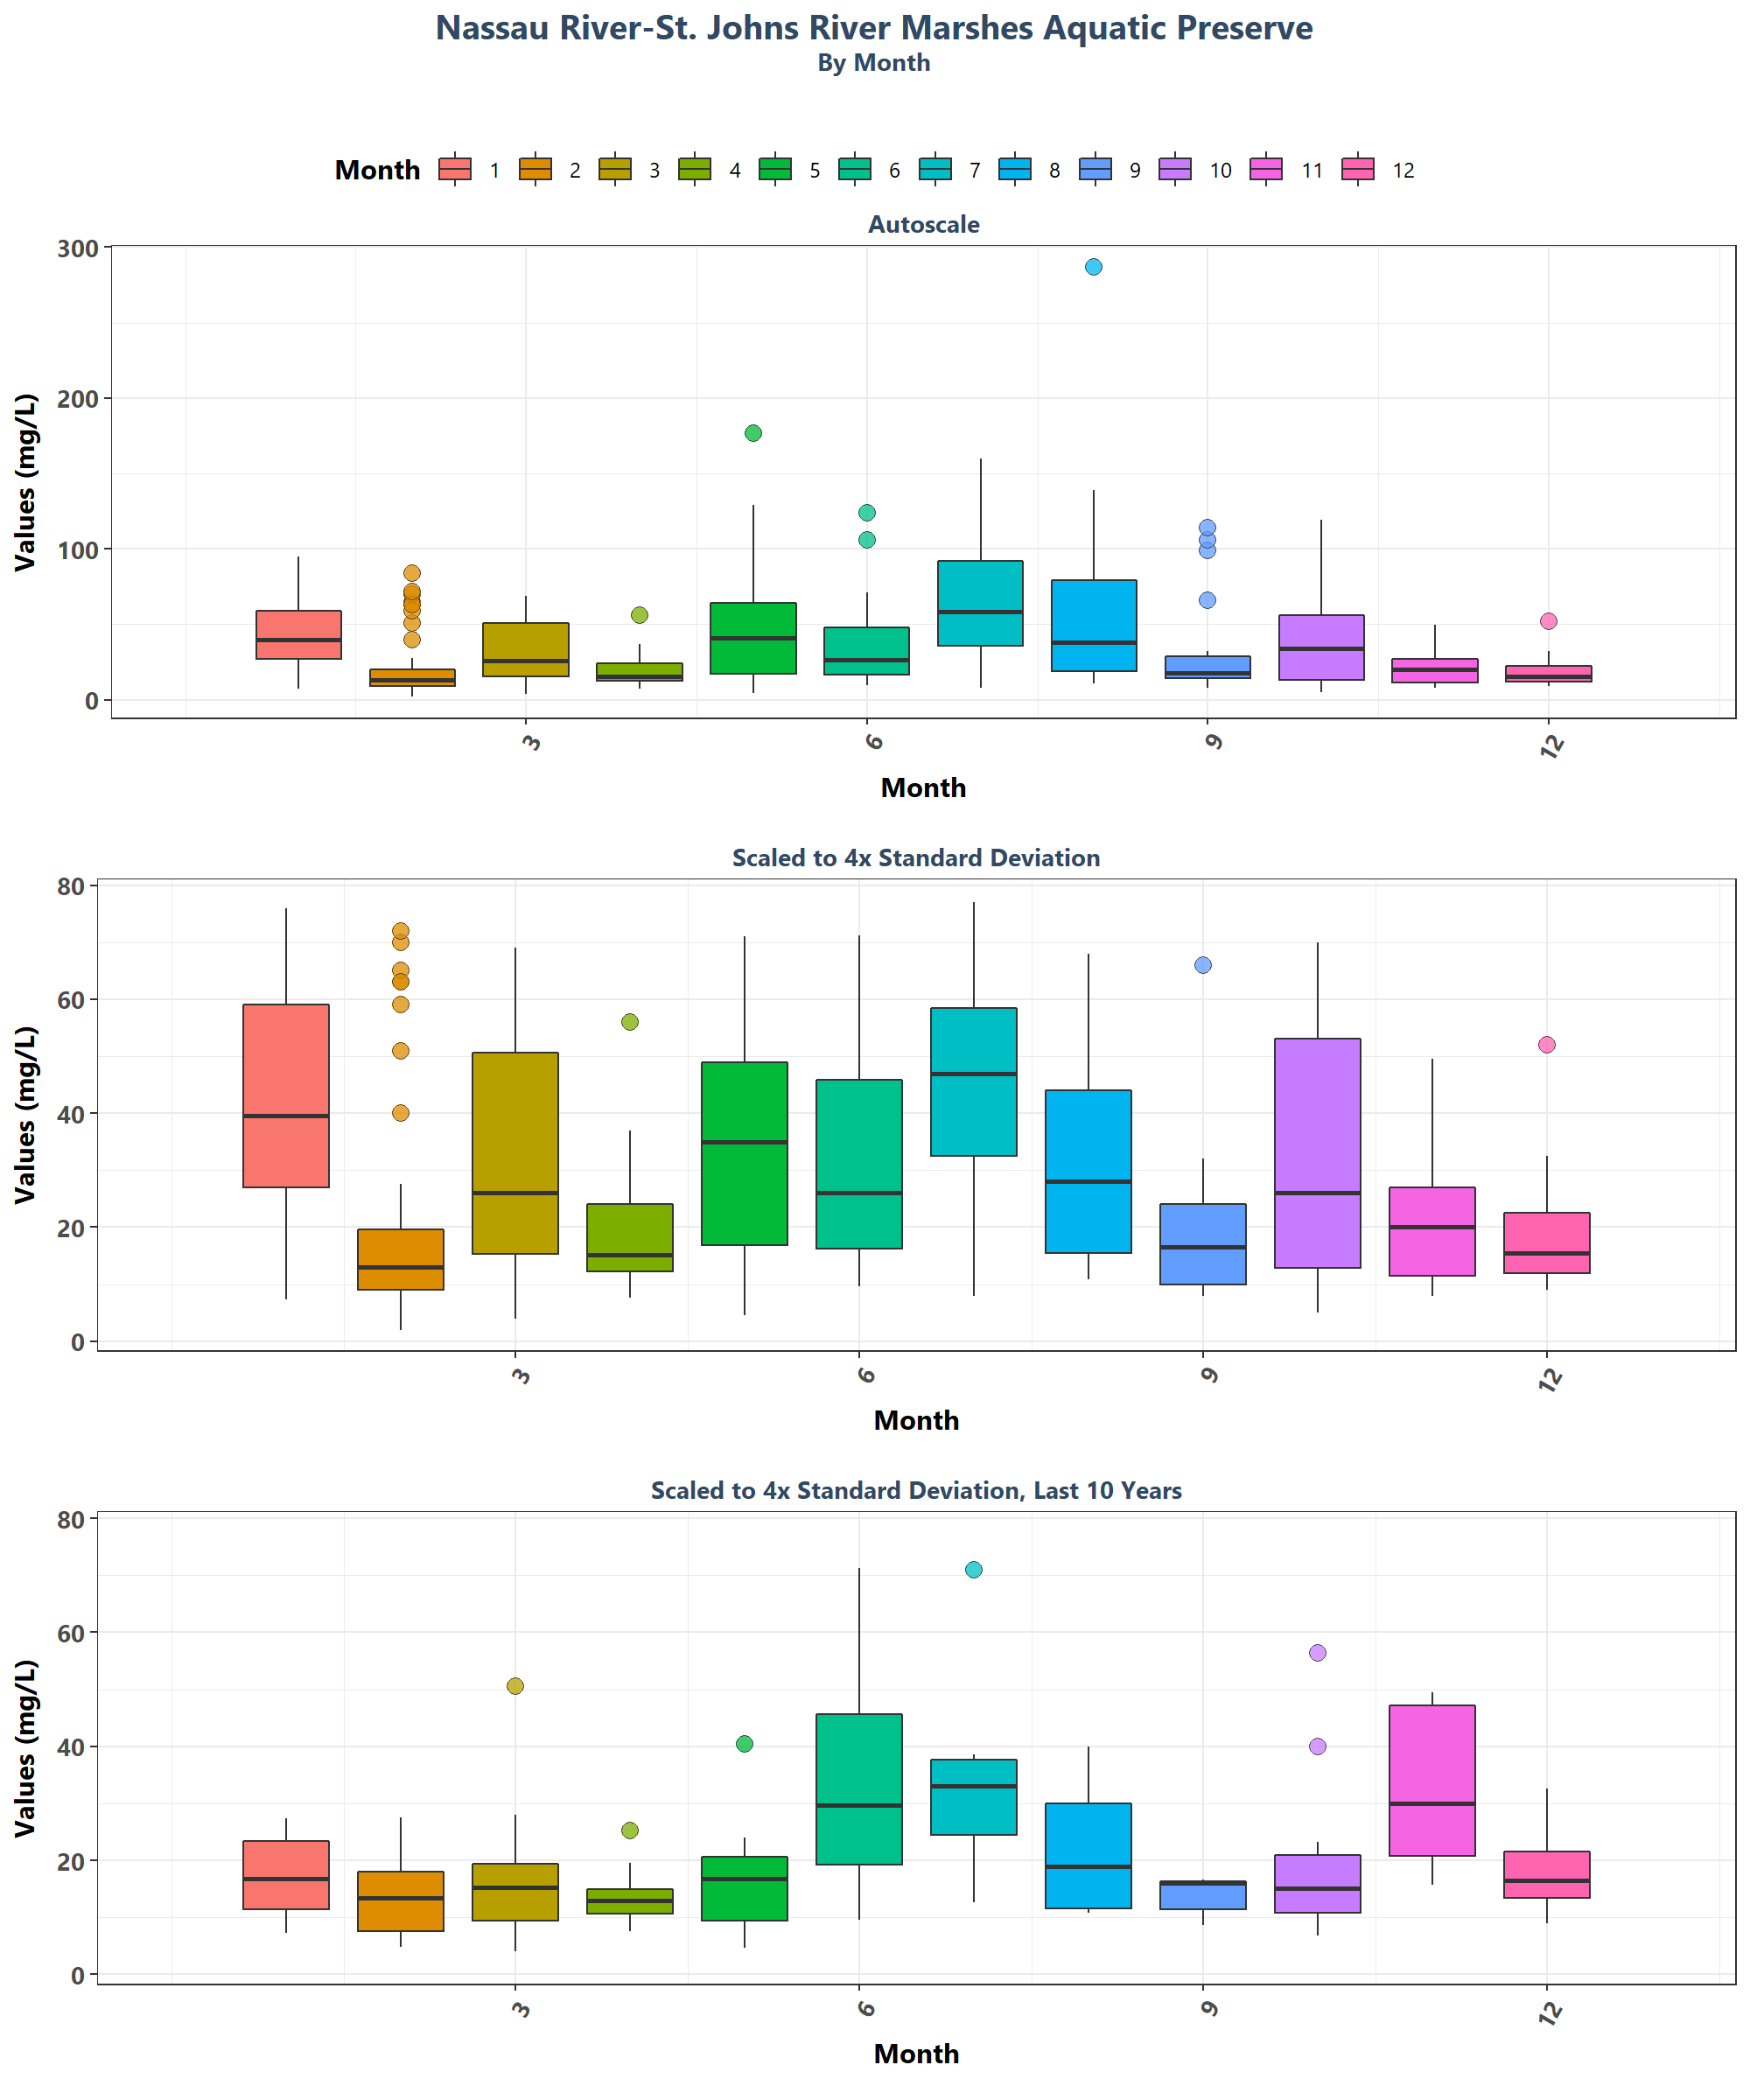 Nassau River-St. Johns River Marshes Aquatic Preserve
By Month
Month 1 2 3 4 5 6 7 8 9 10 11 12
Autoscale
300
200
100
0
Values (mg/L)
3 6 9 12
Month
Scaled to 4x Standard Deviation
80
60
40
20
0
Values (mg/L)
3 6 9 12
Month
Scaled to 4x Standard Deviation, Last 10 Years
80
60
40
20
0
Values (mg/L)
3 6 9 12
Month